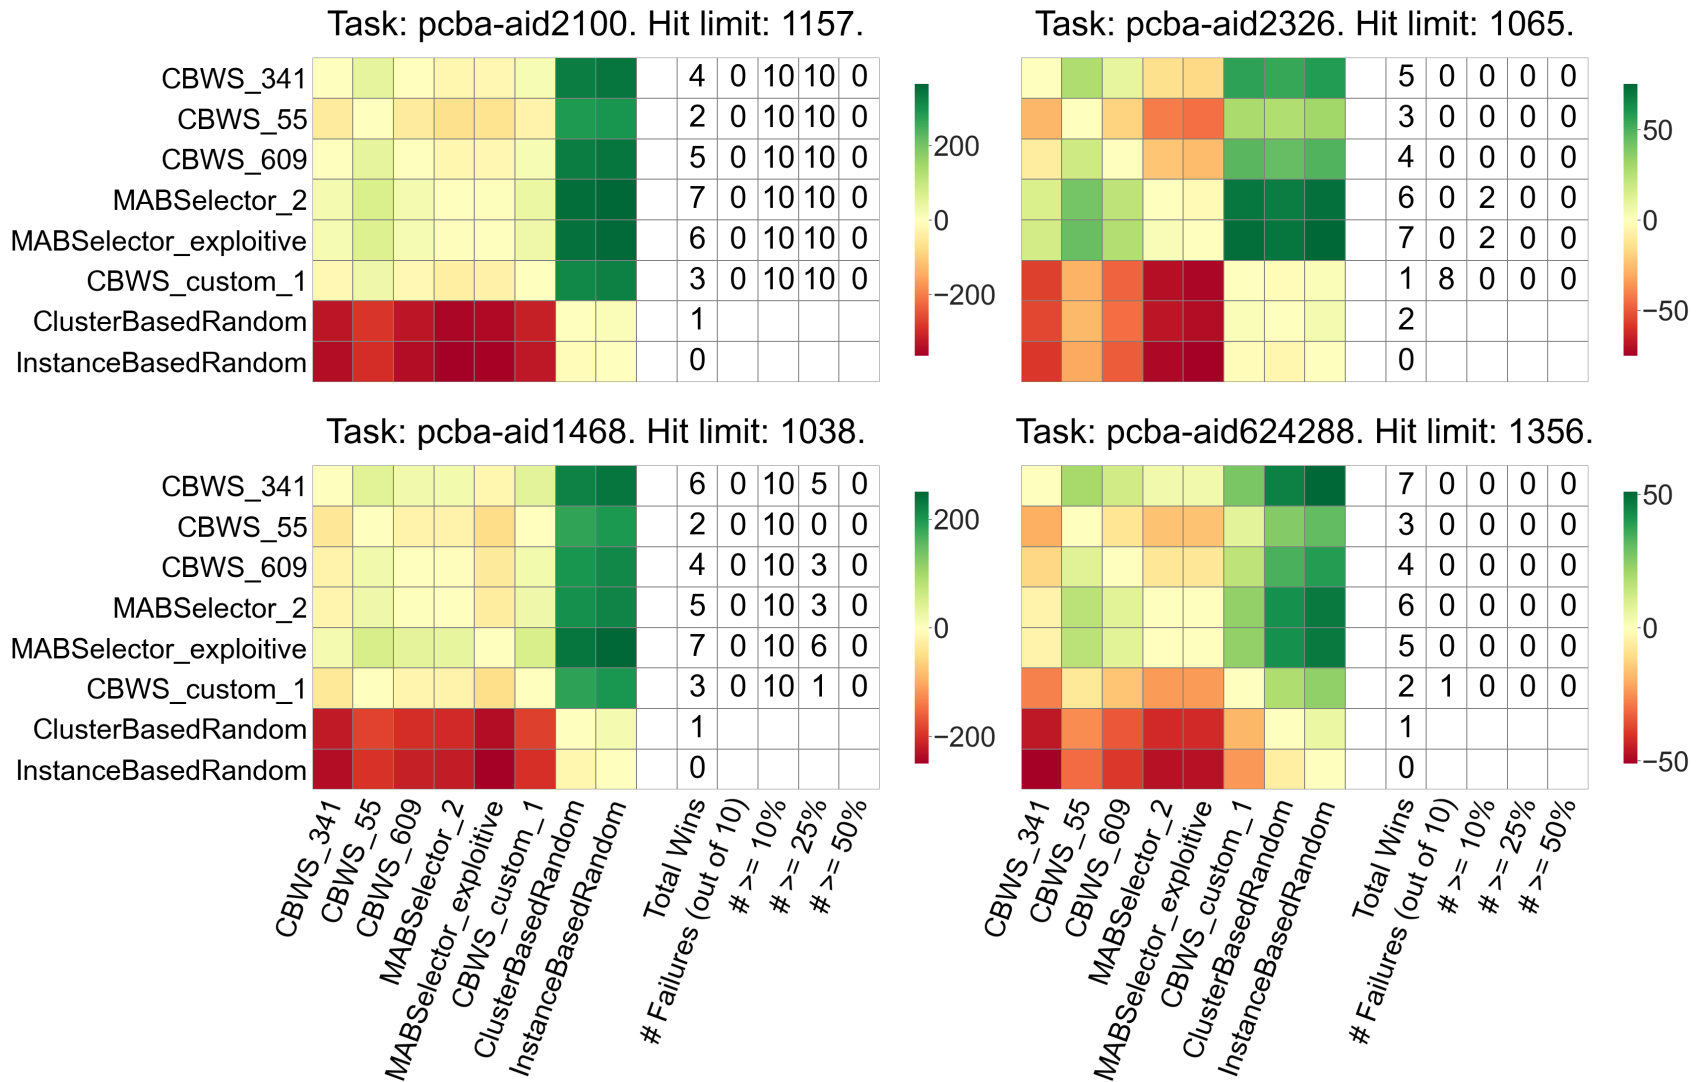 Task: pcba-aid2100. Hit limit: 1157.
CBWS_341 4 0 10 10 0
CBWS_55 2 0 10 10 0
CBWS_609 5 0 10 10 0
MABSelector_2 7 0 10 10 0
MABSelector_exploitive 6 0 10 10 0
CBWS_custom_1 3 0 10 10 0
ClusterBasedRandom 1
InstanceBasedRandom 0
200
0
−200
Task: pcba-aid2326. Hit limit: 1065.
5 0 0 0 0
3 0 0 0 0
4 0 0 0 0
6 0 2 0 0
7 0 2 0 0
1 8 0 0 0
2
0
50
0
−50
Task: pcba-aid1468. Hit limit: 1038.
CBWS_341 6 0 10 5 0
CBWS_55 2 0 10 0 0
CBWS_609 4 0 10 3 0
MABSelector_2 5 0 10 3 0
MABSelector_exploitive 7 0 10 6 0
CBWS_custom_1 3 0 10 1 0
ClusterBasedRandom 1
InstanceBasedRandom 0
200
0
−200
CBWS_341
CBWS_55
CBWS_609
MABSelector_2
MABSelector_exploitive
CBWS_custom_1
ClusterBasedRandom
InstanceBasedRandom
Total Wins
# Failures (out of 10)
# >= 10%
# >= 25%
# >= 50%
Task: pcba-aid624288. Hit limit: 1356.
7 0 0 0 0
3 0 0 0 0
4 0 0 0 0
6 0 0 0 0
5 0 0 0 0
2 1 0 0 0
1
0
50
0
−50
CBWS_341
CBWS_55
CBWS_609
MABSelector_2
MABSelector_exploitive
CBWS_custom_1
ClusterBasedRandom
InstanceBasedRandom
Total Wins
# Failures (out of 10)
# >= 10%
# >= 25%
# >= 50%